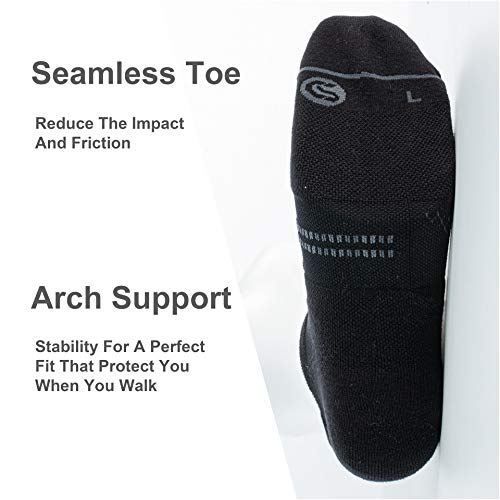 Seamless Toe
Reduce The Impact
And Friction
L
Arch Support
Stability For A Perfect
Fit That Protect You
When You Walk